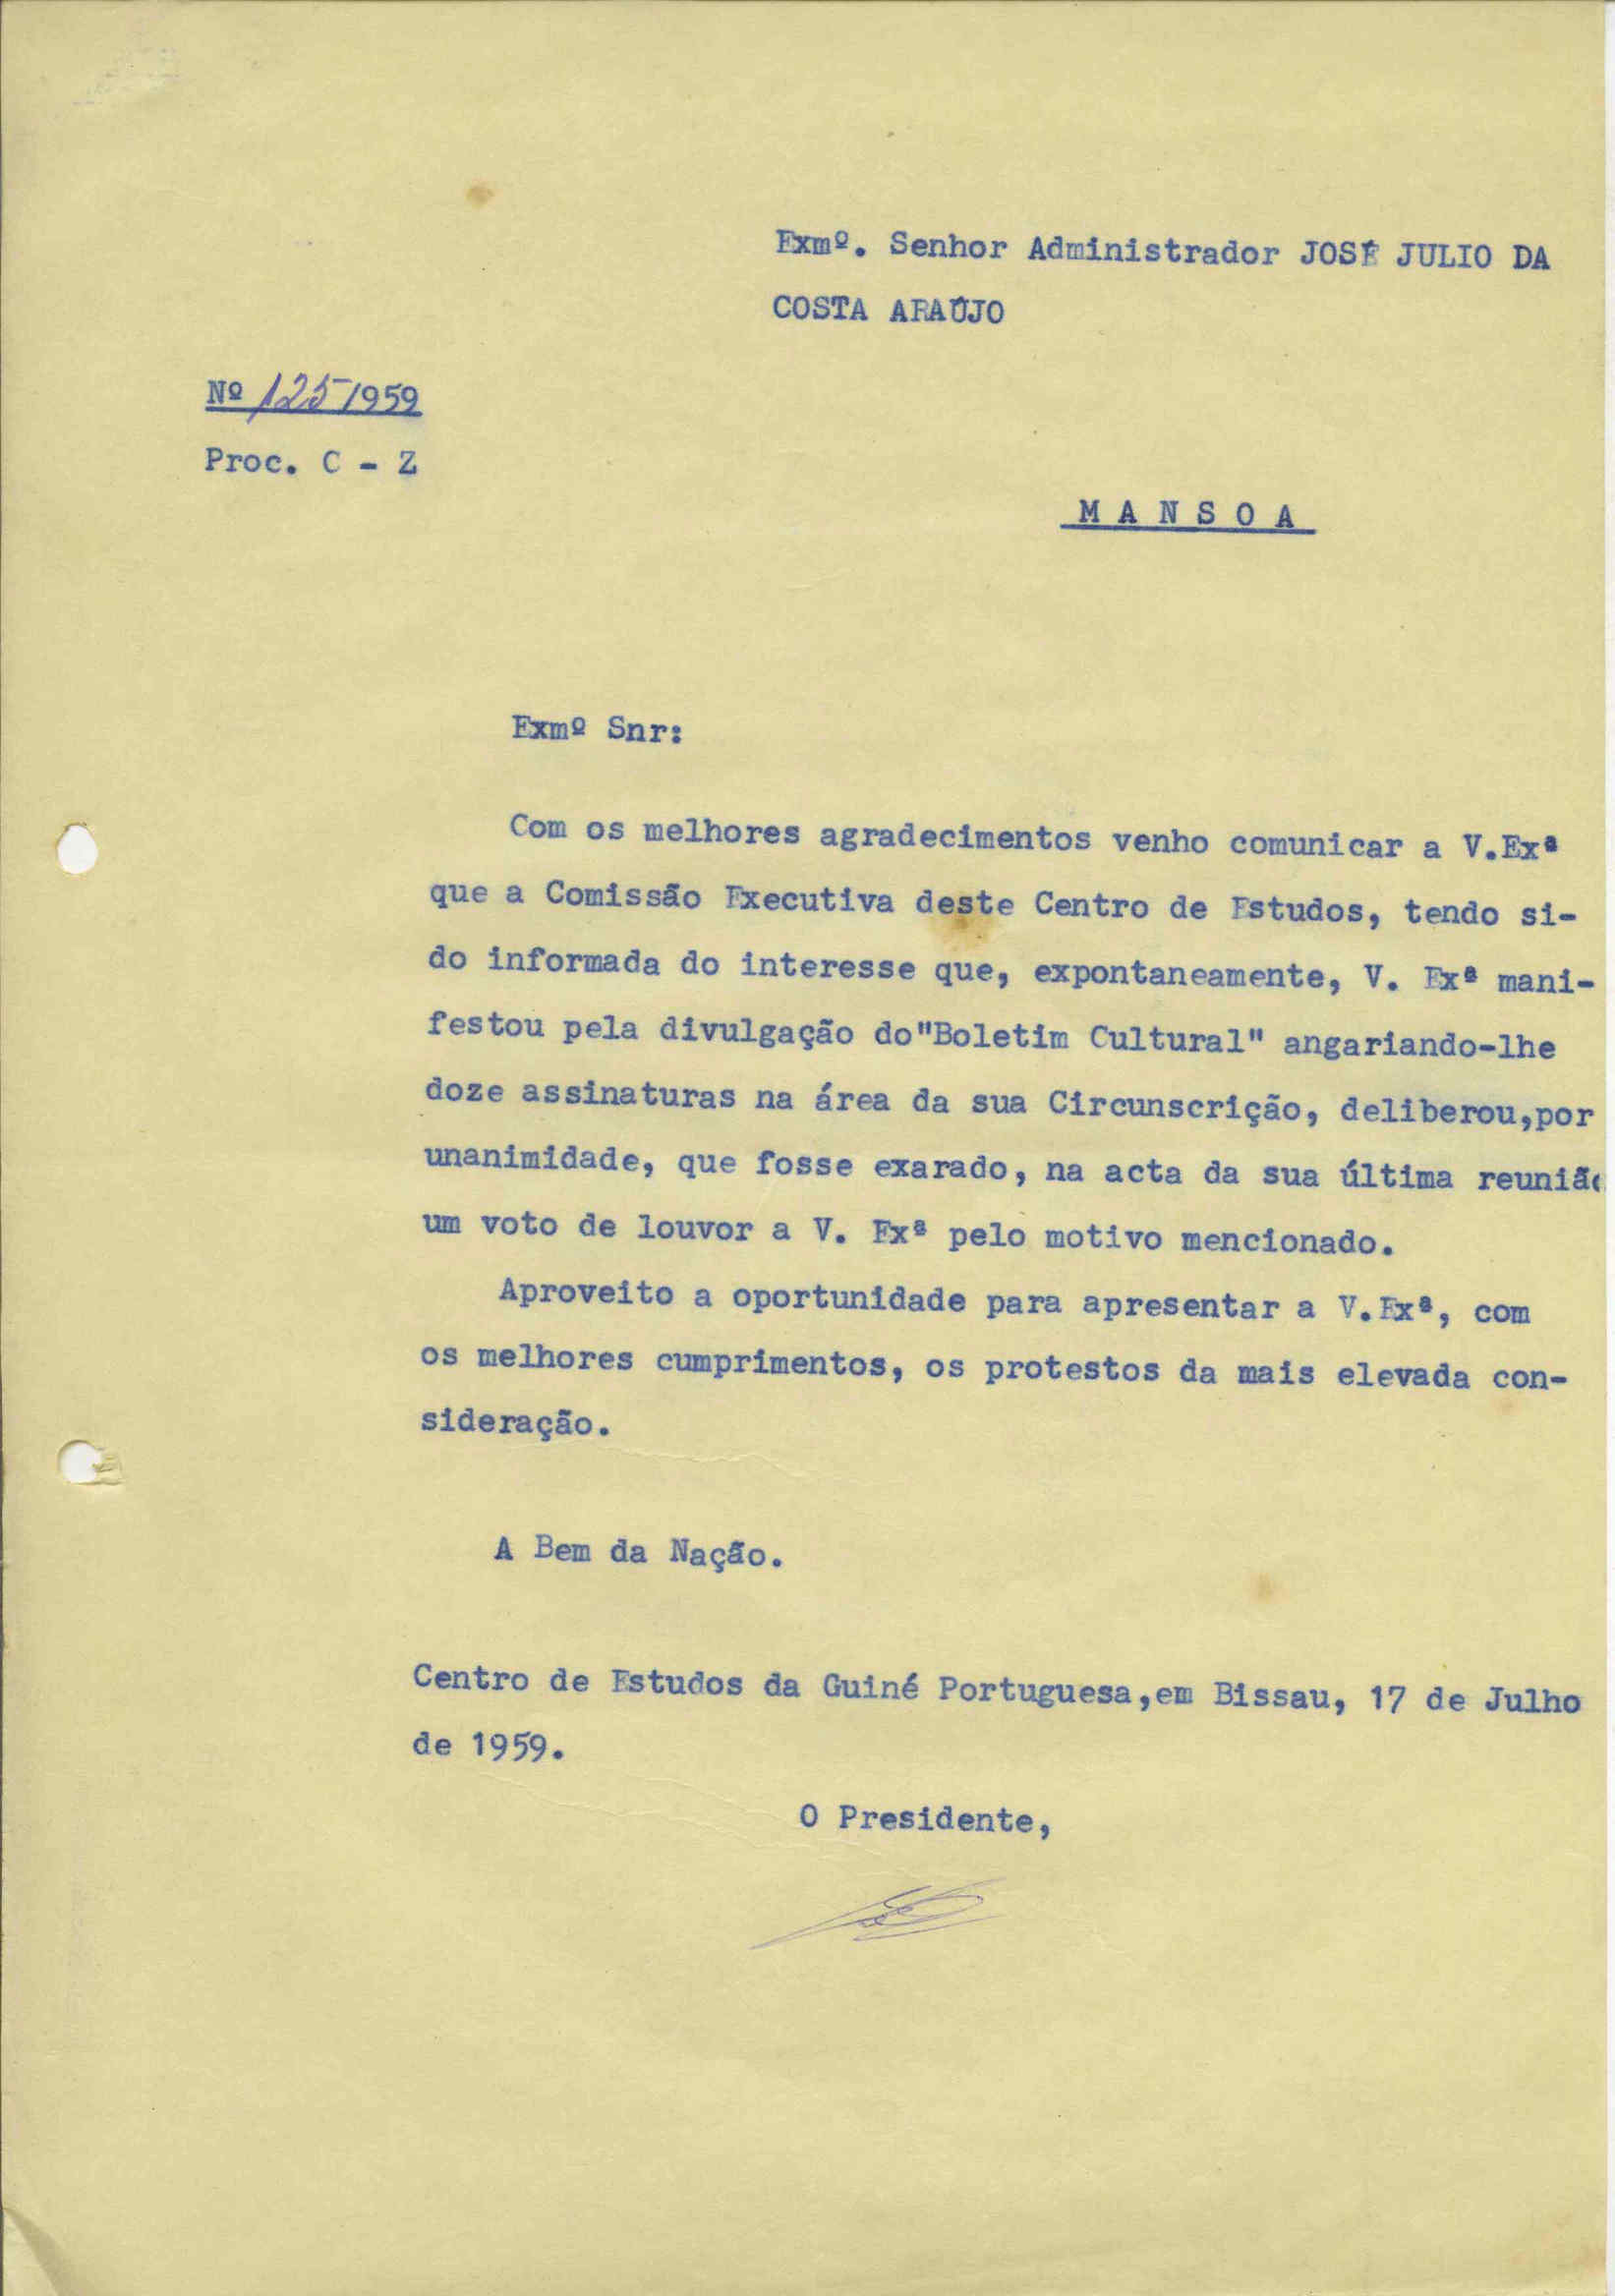 Exmº. Senhor Administrador JOSÉ JULIO DA
COSTA ARAÚJO
Nº 125/1959
Proc. C - Z
M A N S O A
Exmº Snr:
Com os melhores agradecimentos venho comunicar a V.Exª
que a Comissão Executiva deste Centro de Estudos, tendo si-
do informada do interesse que, expontaneamente, V. Exª mani-
festou pela divulgação do"Boletim Cultural" angariando-lhe
doze assinaturas na área da sua Circunscrição, deliberou,por
unanimidade, que fosse exarado, na acta da sua última reunião
um voto de louvor a V. Exª pelo motivo mencionado.
Aproveito a oportunidade para apresentar a V.Exª, com
os melhores cumprimentos, os protestos da mais elevada con-
sideração.
A Bem da Nação.
Centro de Estudos da Guiné Portuguesa,em Bissau, 17 de Julho
de 1959.
O Presidente,